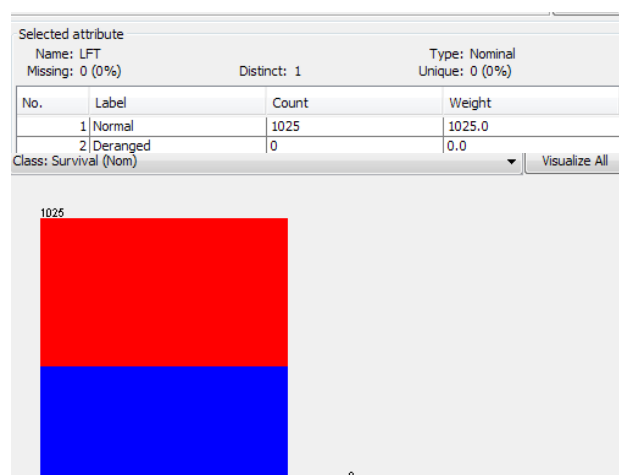 Selected attribute
Name: LFT Type: Nominal
Missing: 0 (0%) Distinct: 1 Unique: 0 (0%)
No. Label Count Weight
1 Normal 1025 1025.0
2 Deranged 0 0.0
Class: Survival (Nom) Visualize All
1025
0